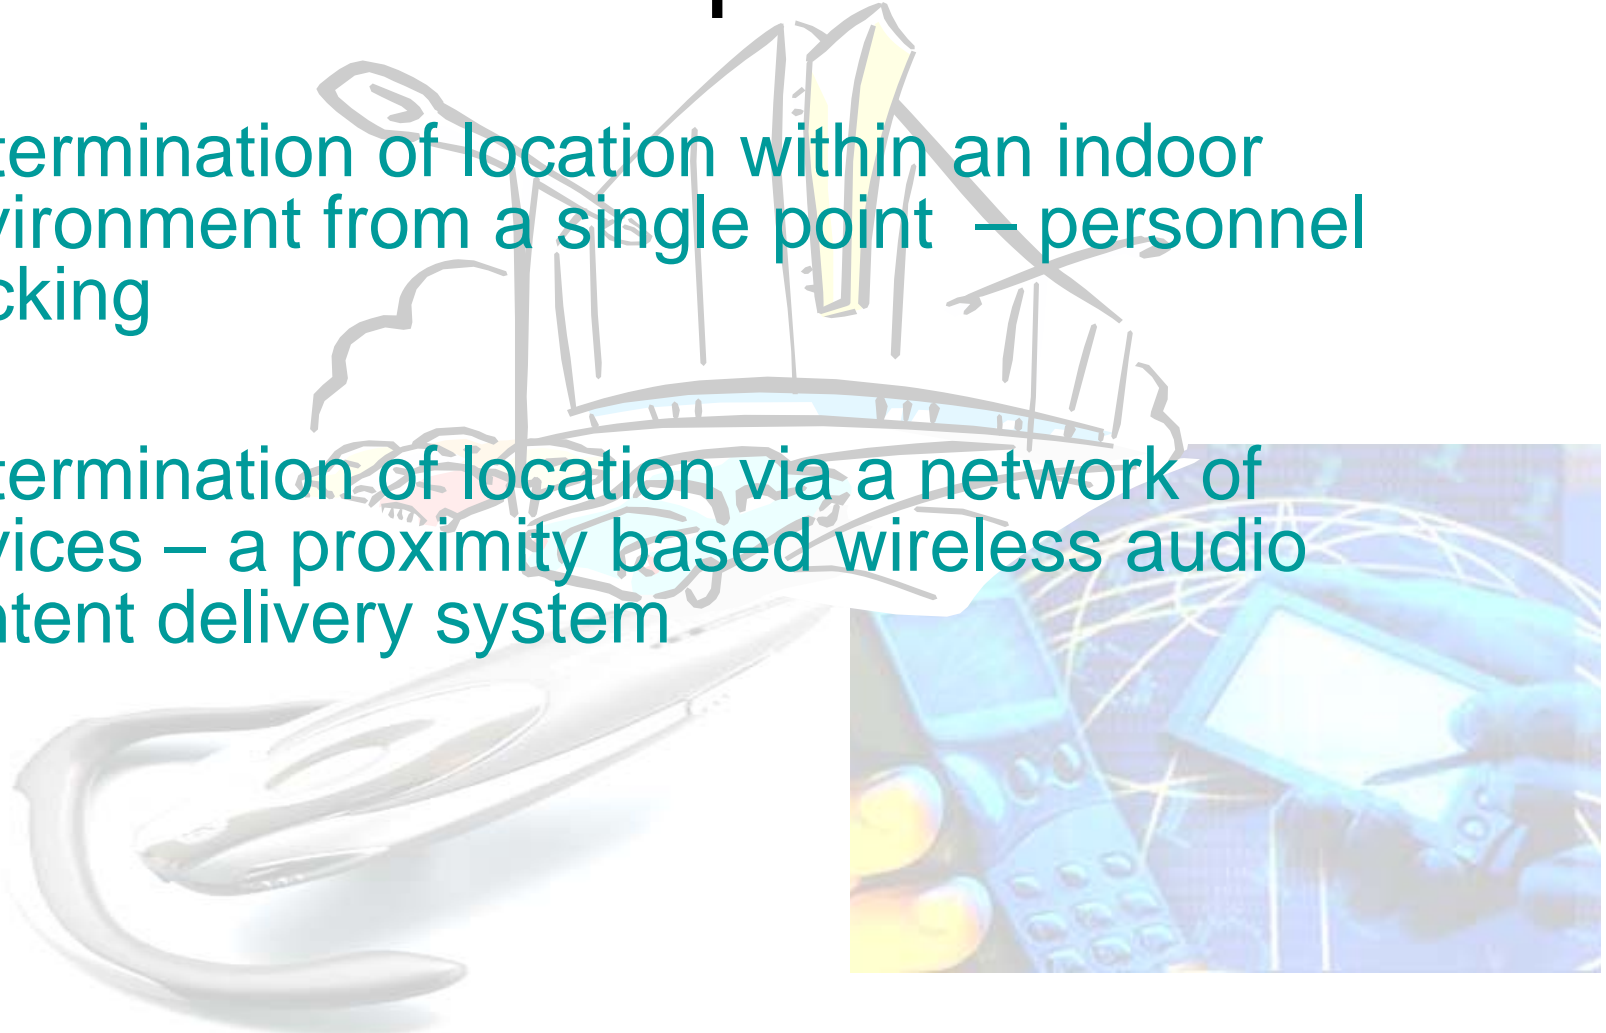 termination of location within an indoor
vironment from a single point – personnel
cking
termination of location via a network of
vices – a proximity based wireless audio
ntent delivery system